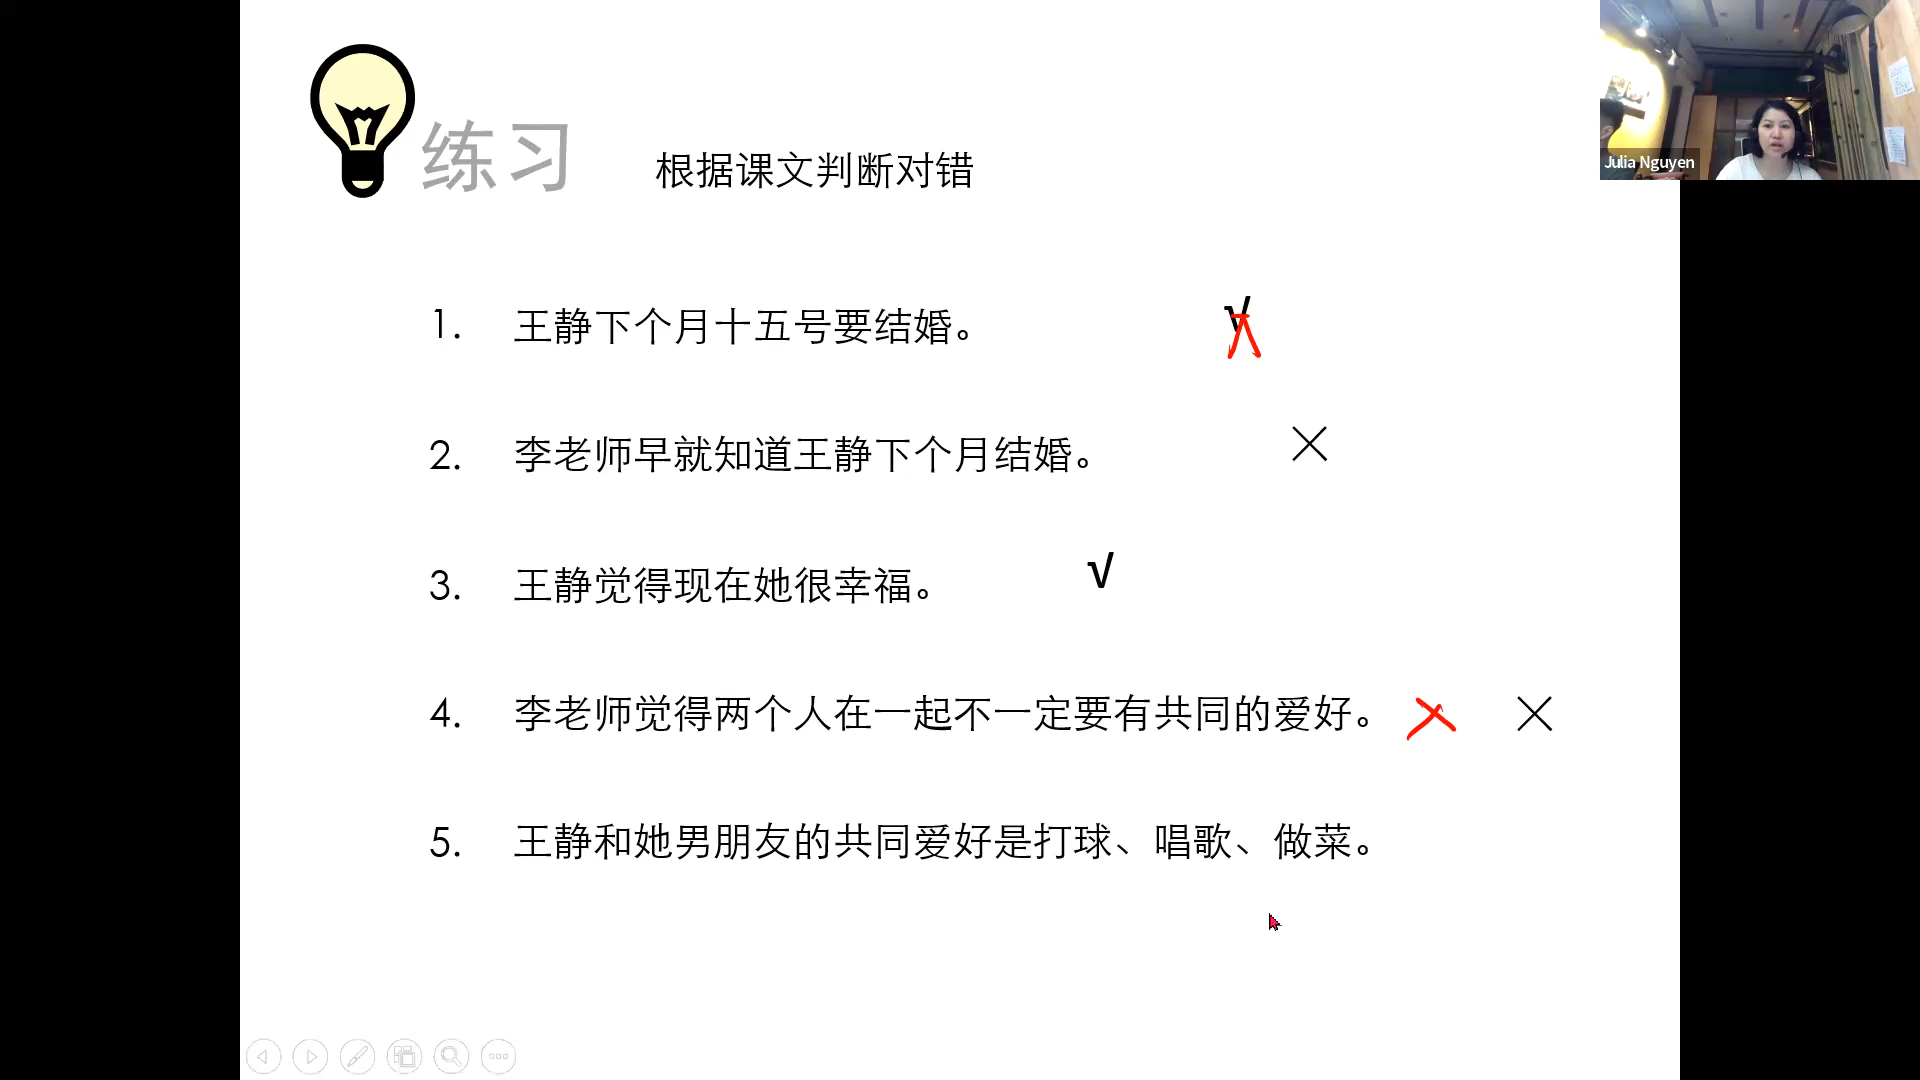 练习
根据课文判断对错
Julia Nguyen
1. 王静下个月十五号要结婚。 √
2. 李老师早就知道王静下个月结婚。 ×
3. 王静觉得现在她很幸福。 √
4. 李老师觉得两个人在一起不一定要有共同的爱好。 × ×
5. 王静和她男朋友的共同爱好是打球、唱歌、做菜。